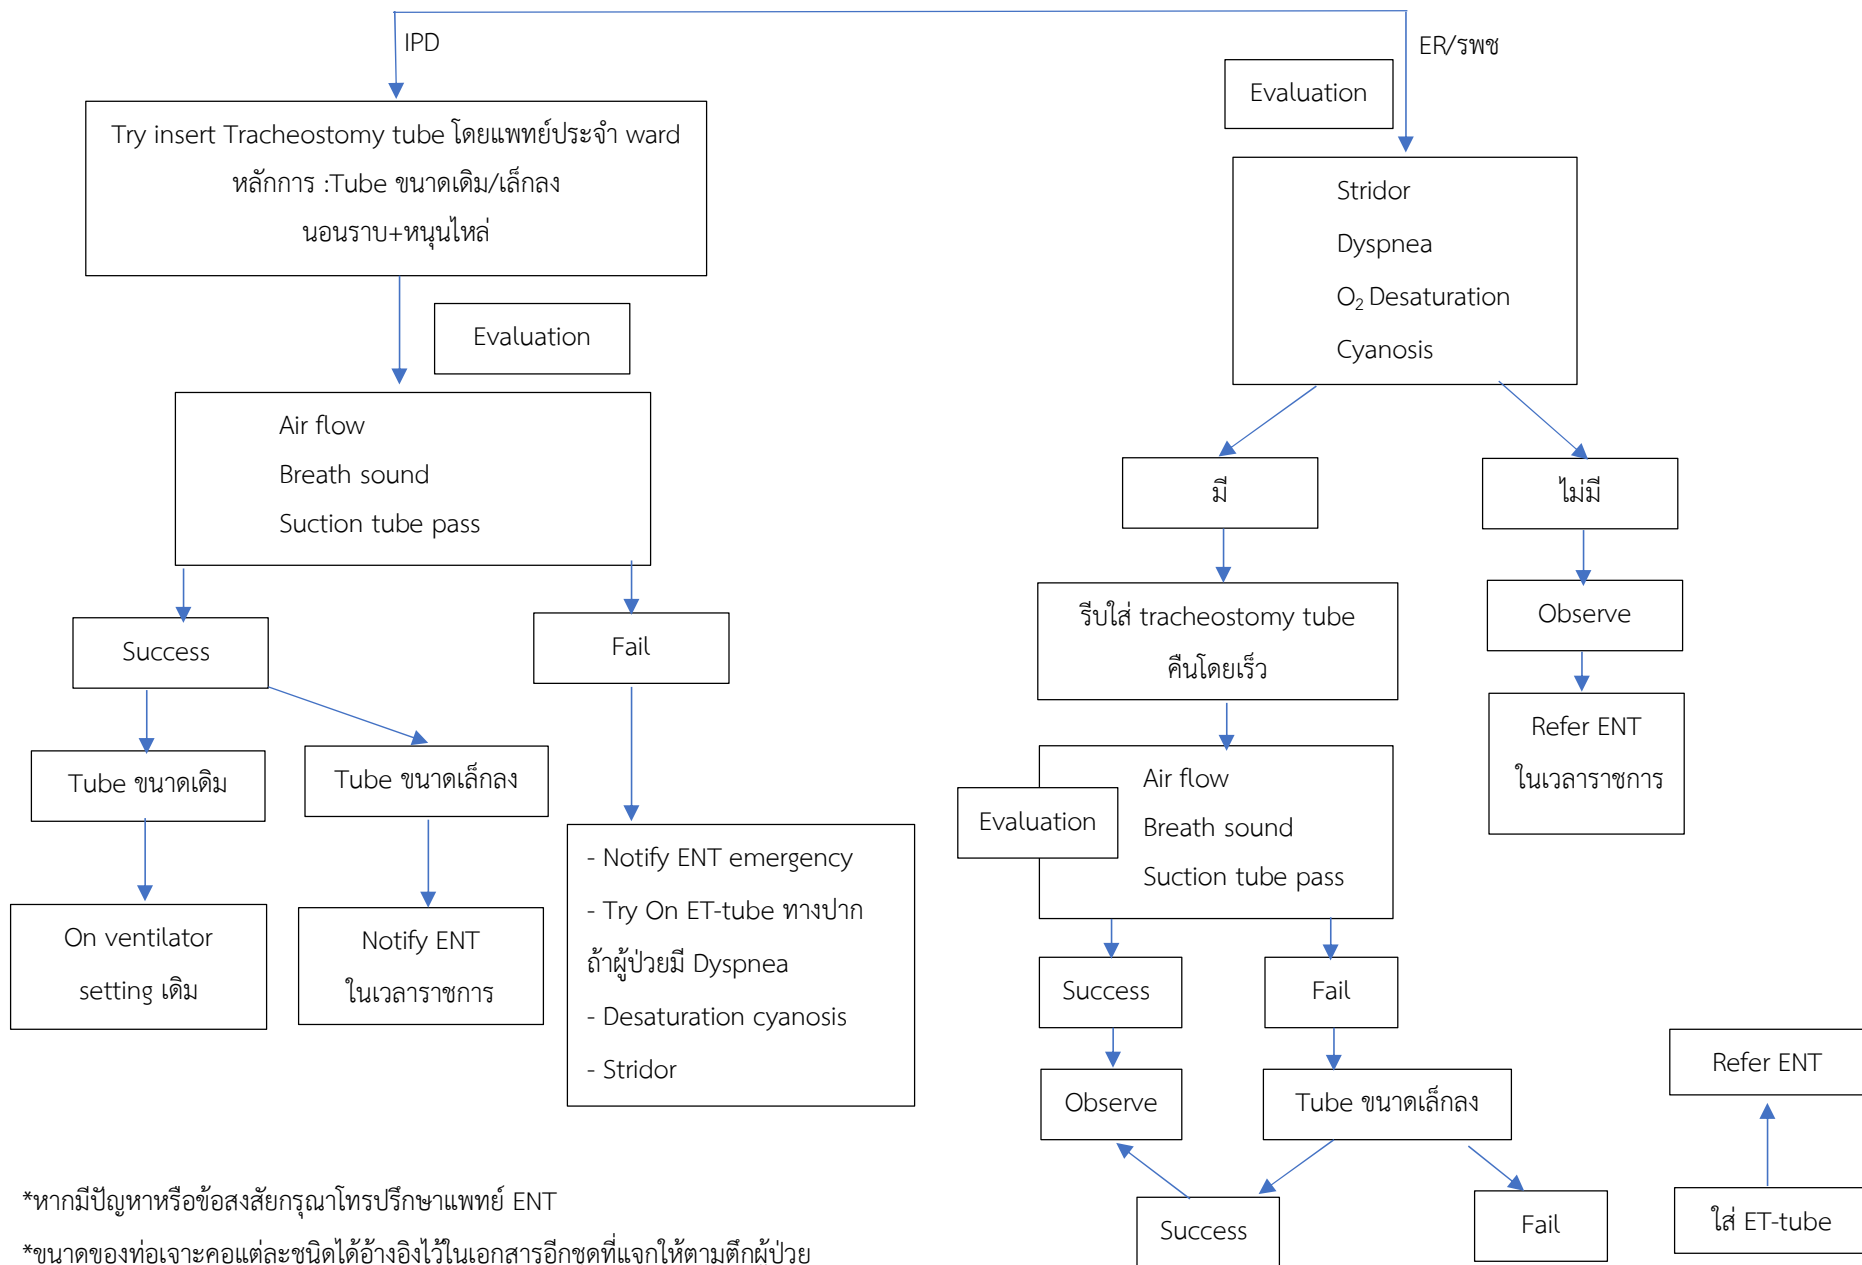 IPD
Try insert Tracheostomy tube โดยแพทย์ประจำ ward
หลักการ :Tube ขนาดเดิม/เล็กลง
นอนราบ+หนุนไหล่
Evaluation
Air flow
Breath sound
Suction tube pass
Success
Fail
Tube ขนาดเดิม
Tube ขนาดเล็กลง
On ventilator
setting เดิม
Notify ENT
ในเวลาราชการ
- Notify ENT emergency
- Try On ET-tube ทางปาก
ถ้าผู้ป่วยมี Dyspnea
- Desaturation cyanosis
- Stridor
ER/รพช
Evaluation
Stridor
Dyspnea
O₂ Desaturation
Cyanosis
มี
ไม่มี
รีบใส่ tracheostomy tube
คืนโดยเร็ว
Observe
Refer ENT
ในเวลาราชการ
Evaluation
Air flow
Breath sound
Suction tube pass
Success
Fail
Observe
Tube ขนาดเล็กลง
Success
Fail
Refer ENT
ใส่ ET-tube
*หากมีปัญหาหรือข้อสงสัยกรุณาโทรปรึกษาแพทย์ ENT
*ขนาดของท่อเจาะคอแต่ละชนิดได้อ้างอิงไว้ในเอกสารอีกชุดที่แจกให้ตามตึกผู้ป่วย